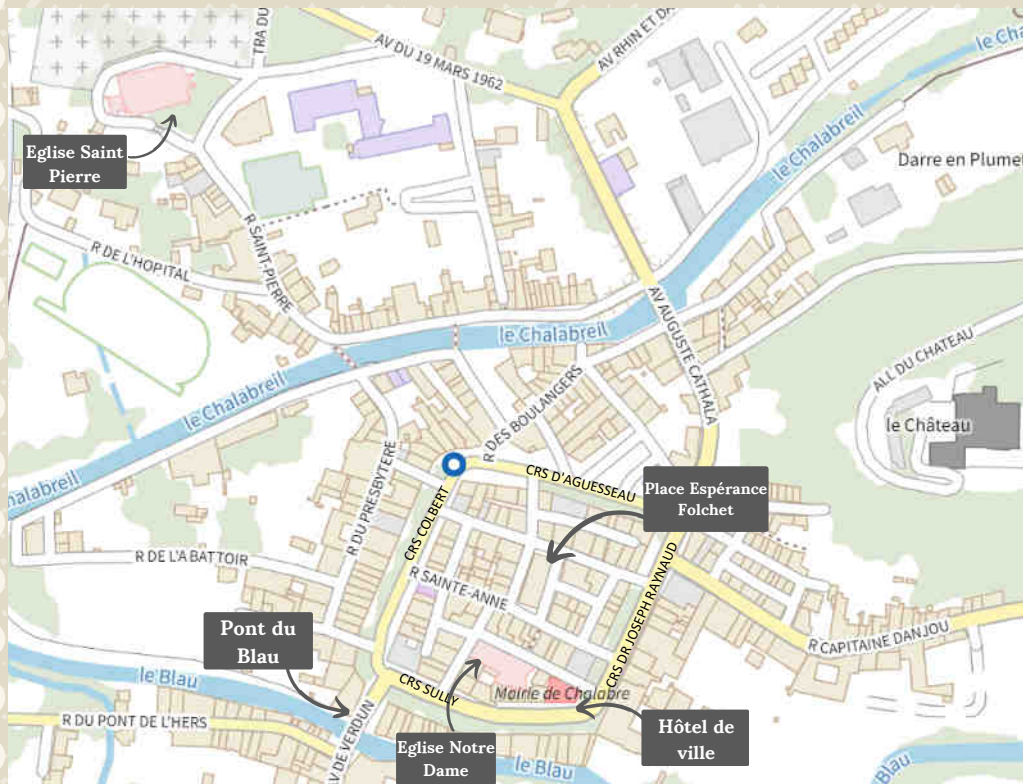 AV DU 19 MARS 1962
AV RHIN ET DA
TRA DU
le Cha
le Chalabreil
Eglise Saint
Pierre
Darre en Plumel
R SAINT-PIERRE
R DE L'HOPITAL
AV AUGUSTE CATHALA
le Chalabreil
ALL DU CHATEAU
le Chalabreil
R DES BOULANGERS
le Château
halabreil
CRS D'AGUESSEAU
Place Espérance
Folchet
R DU PRESBYTERE
CRS COLBERT
R DE L'ABATTOIR
R SAINTE-ANNE
CRS DR JOSEPH RAYNAUD
Pont du
Blau
R CAPITAINE DANJOU
le Blau
CRS SULLY
Mairie de Chalabre
R DU PONT DE L'HERS
AV DE VERDUN
Hôtel de
ville
Eglise Notre
Dame
le Blau
Blau